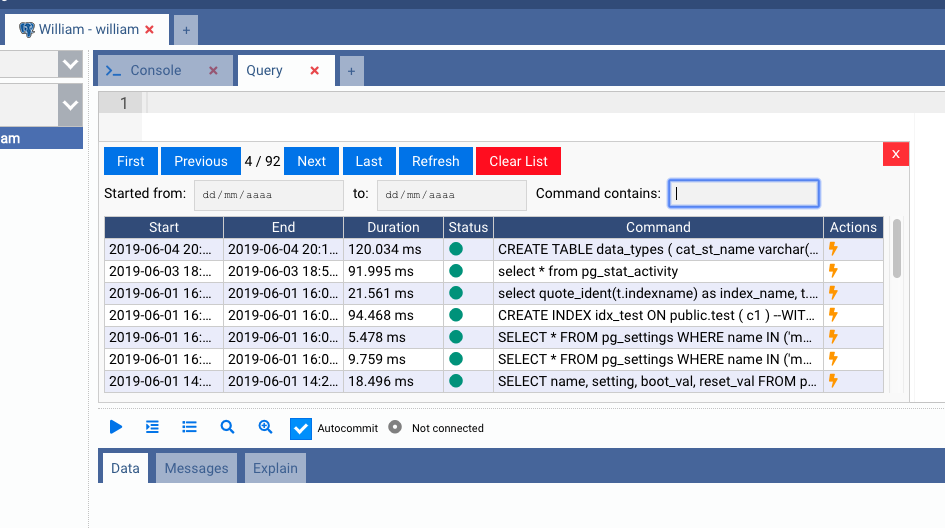 William - william × +
Console × Query × +
1
am
First Previous 4 / 92 Next Last Refresh Clear List x
Started from: dd/mm/aaaa to: dd/mm/aaaa Command contains:
Start End Duration Status Command Actions
2019-06-04 20:... 2019-06-04 20:1... 120.034 ms CREATE TABLE data_types ( cat_st_name varchar(...
2019-06-03 18:... 2019-06-03 18:5... 91.995 ms select * from pg_stat_activity
2019-06-01 16:... 2019-06-01 16:0... 21.561 ms select quote_ident(t.indexname) as index_name, t....
2019-06-01 16:... 2019-06-01 16:0... 94.468 ms CREATE INDEX idx_test ON public.test ( c1 ) --WIT...
2019-06-01 16:... 2019-06-01 16:0... 5.478 ms SELECT * FROM pg_settings WHERE name IN ('m...
2019-06-01 16:... 2019-06-01 16:0... 9.759 ms SELECT * FROM pg_settings WHERE name IN ('m...
2019-06-01 14:... 2019-06-01 14:2... 18.496 ms SELECT name, setting, boot_val, reset_val FROM p...
Autocommit Not connected
Data Messages Explain